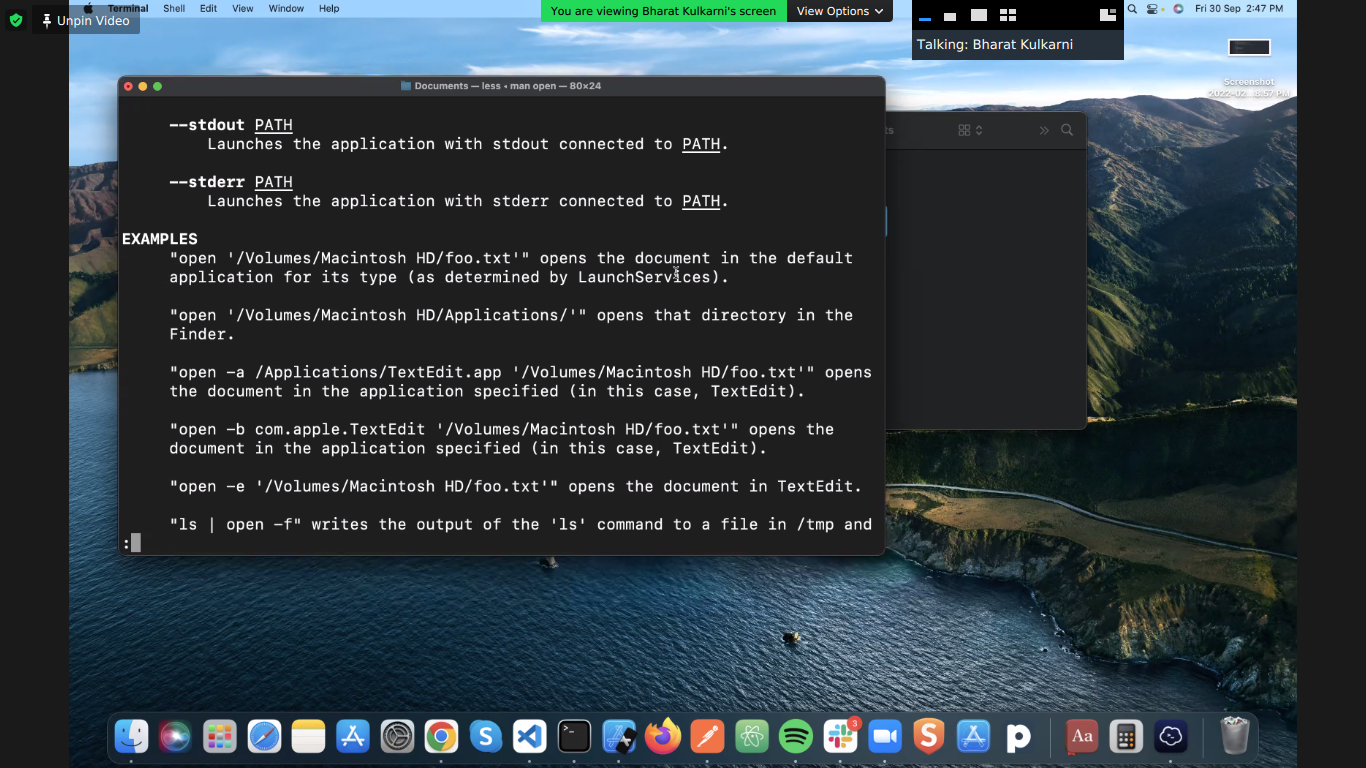 Terminal Shell Edit View Window Help
Unpin Video
You are viewing Bharat Kulkarni's screen
View Options
Fri 30 Sep 2:47 PM
Talking: Bharat Kulkarni
Screenshot
Documents — less ◂ man open — 80×24
--stdout PATH
Launches the application with stdout connected to PATH.
--stderr PATH
Launches the application with stderr connected to PATH.
EXAMPLES
"open '/Volumes/Macintosh HD/foo.txt'" opens the document in the default
application for its type (as determined by LaunchServices).
"open '/Volumes/Macintosh HD/Applications/'" opens that directory in the
Finder.
"open -a /Applications/TextEdit.app '/Volumes/Macintosh HD/foo.txt'" opens
the document in the application specified (in this case, TextEdit).
"open -b com.apple.TextEdit '/Volumes/Macintosh HD/foo.txt'" opens the
document in the application specified (in this case, TextEdit).
"open -e '/Volumes/Macintosh HD/foo.txt'" opens the document in TextEdit.
"ls | open -f" writes the output of the 'ls' command to a file in /tmp and
:
3
Aa